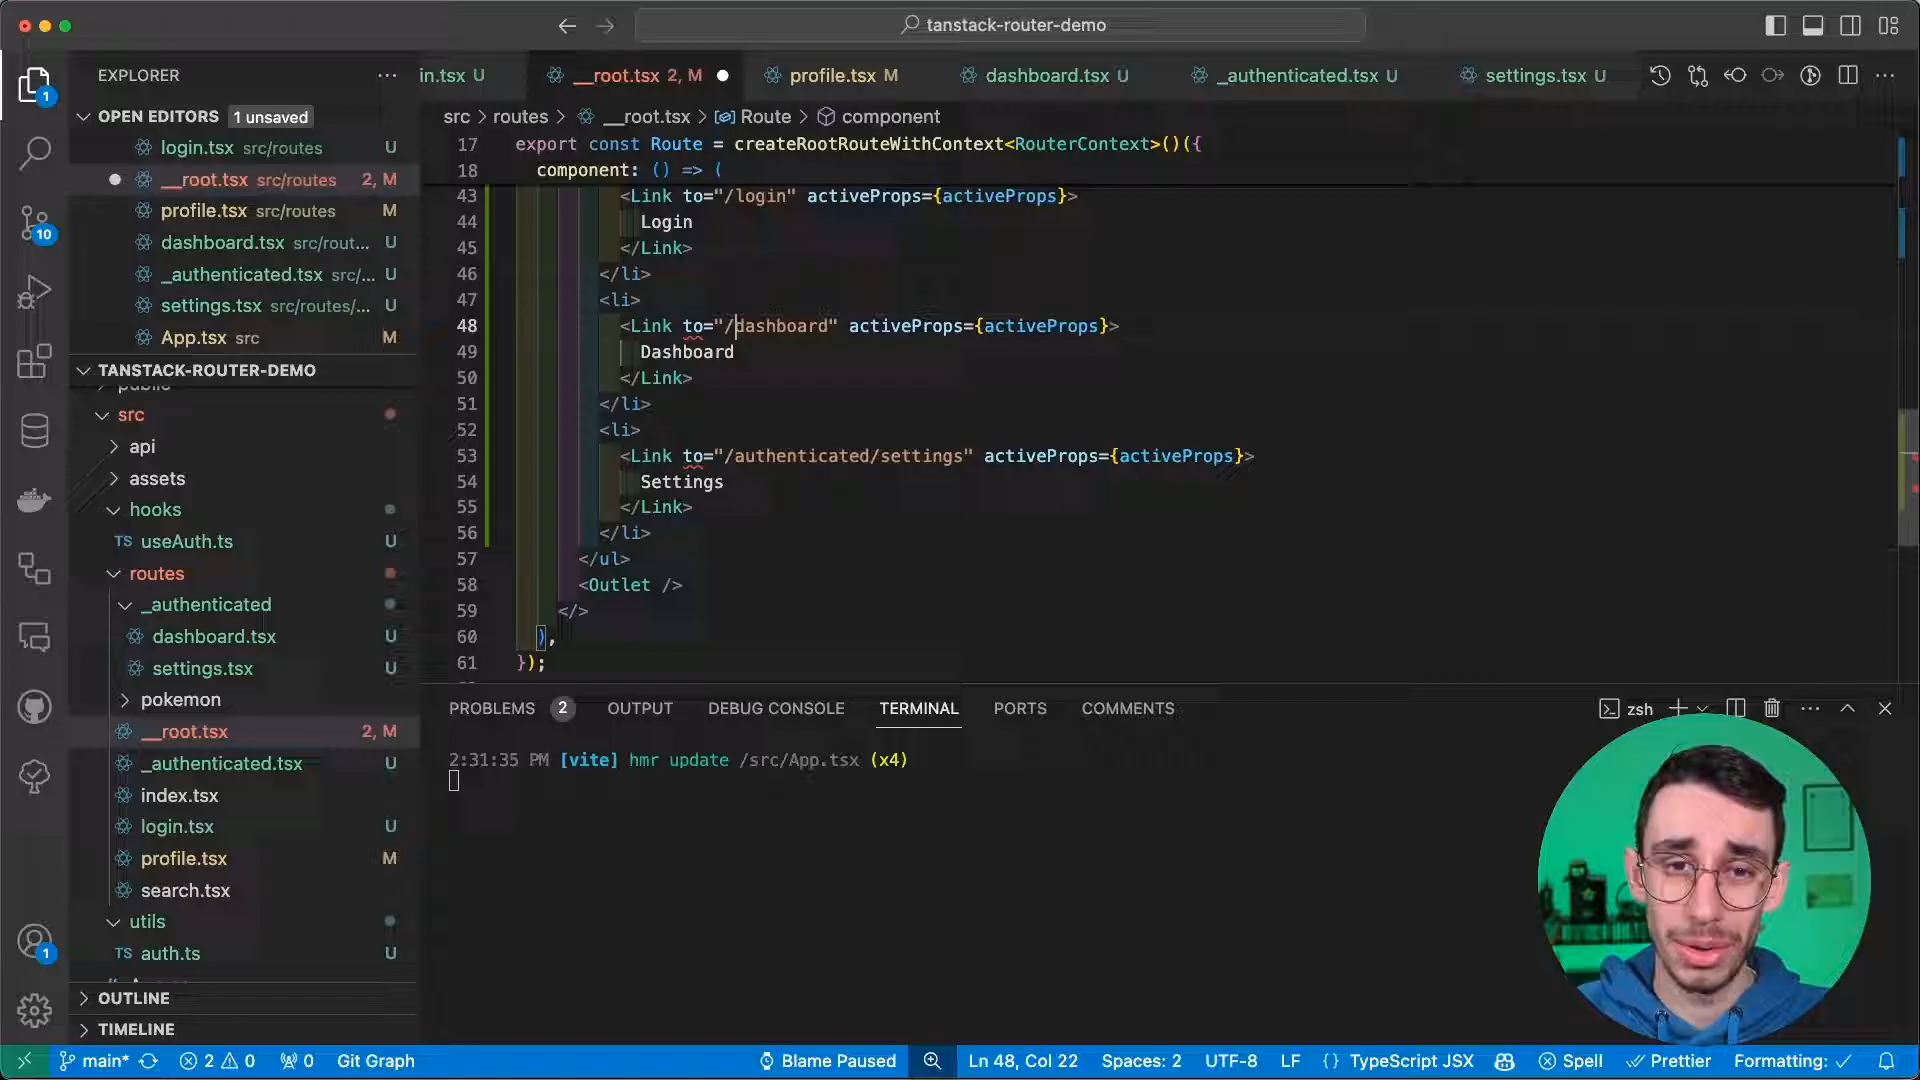 tanstack-router-demo
EXPLORER
in.tsx U
__root.tsx 2, M
profile.tsx M
dashboard.tsx U
_authenticated.tsx U
settings.tsx U
OPEN EDITORS 1 unsaved
src > routes > __root.tsx > Route > component
login.tsx src/routes U
__root.tsx src/routes 2, M
profile.tsx src/routes M
dashboard.tsx src/rout... U
_authenticated.tsx src/... U
settings.tsx src/routes/... U
App.tsx src M
TANSTACK-ROUTER-DEMO
public
src
api
assets
hooks
TS useAuth.ts U
routes
_authenticated
dashboard.tsx U
settings.tsx U
pokemon
__root.tsx 2, M
_authenticated.tsx U
index.tsx
login.tsx U
profile.tsx M
search.tsx
utils
TS auth.ts U
OUTLINE
TIMELINE
1
10
1
17 export const Route = createRootRouteWithContext<RouterContext>()({
18 component: () => (
43 <Link to="/login" activeProps={activeProps}>
44 Login
45 </Link>
46 </li>
47 <li>
48 <Link to="/dashboard" activeProps={activeProps}>
49 Dashboard
50 </Link>
51 </li>
52 <li>
53 <Link to="/authenticated/settings" activeProps={activeProps}>
54 Settings
55 </Link>
56 </li>
57 </ul>
58 <Outlet />
59 </>
60 ),
61 });
PROBLEMS 2 OUTPUT DEBUG CONSOLE TERMINAL PORTS COMMENTS
zsh
2:31:35 PM [vite] hmr update /src/App.tsx (x4)
main* 2 0 0 Git Graph
Blame Paused Ln 48, Col 22 Spaces: 2 UTF-8 LF {} TypeScript JSX Spell Prettier Formatting: ✓